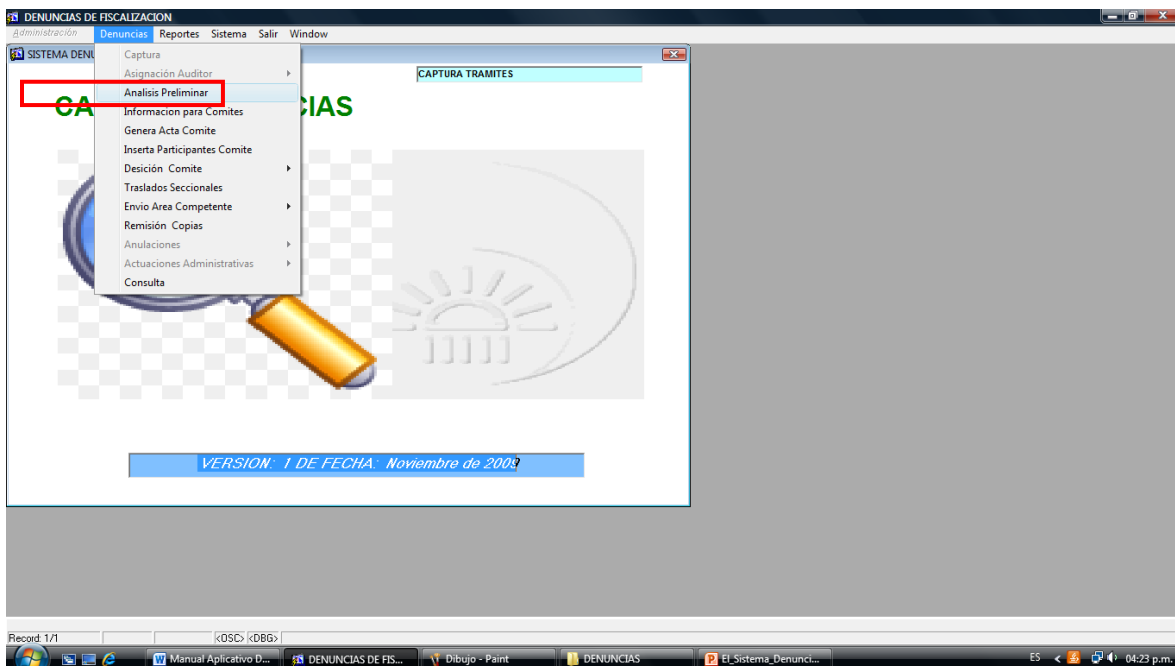 DENUNCIAS DE FISCALIZACION
Administración Denuncias Reportes Sistema Salir Window
SISTEMA DENU
CAPTURA TRAMITES
CA
CIAS
Captura
Asignación Auditor
Analisis Preliminar
Informacion para Comites
Genera Acta Comite
Inserta Participantes Comite
Desición Comite
Traslados Seccionales
Envio Area Competente
Remisión Copias
Anulaciones
Actuaciones Administrativas
Consulta
VERSION: 1 DE FECHA: Noviembre de 2009
Record: 1/1 <OSC> <DBG>
Manual Aplicativo D... DENUNCIAS DE FIS... Dibujo - Paint DENUNCIAS El_Sistema_Denunci... ES 04:23 p.m.